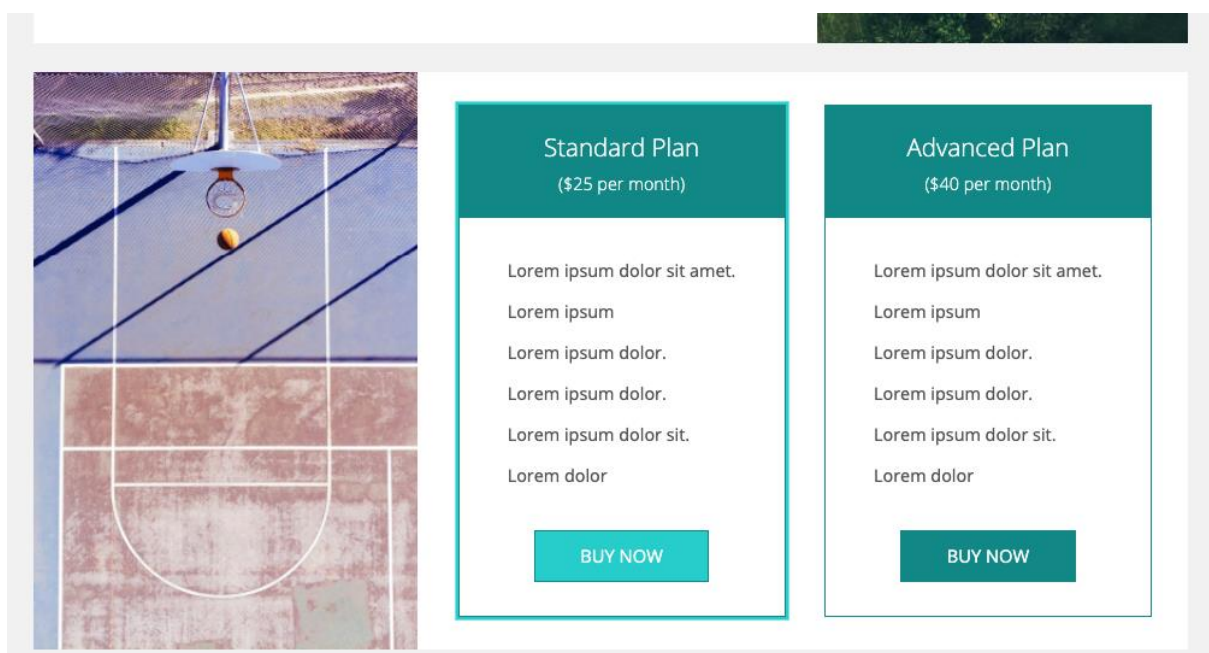 Standard Plan
($25 per month)
Lorem ipsum dolor sit amet.
Lorem ipsum
Lorem ipsum dolor.
Lorem ipsum dolor.
Lorem ipsum dolor sit.
Lorem dolor
BUY NOW
Advanced Plan
($40 per month)
Lorem ipsum dolor sit amet.
Lorem ipsum
Lorem ipsum dolor.
Lorem ipsum dolor.
Lorem ipsum dolor sit.
Lorem dolor
BUY NOW